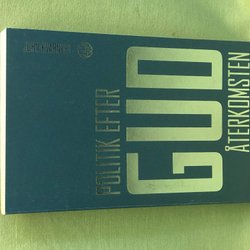 POLITIK EFTER
GUD
ÅTERKOMSTEN